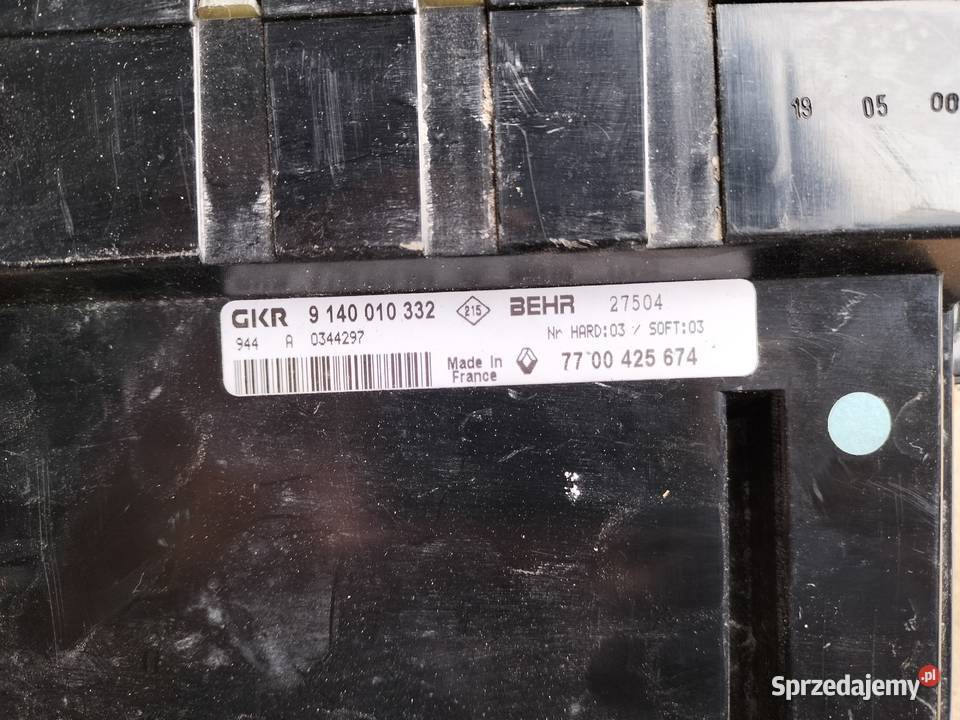 19 05 00
GKR 9 140 010 332 215 BEHR 27504
944 A 0344297 Nr HARD:03 / SOFT:03
Made In France 77 00 425 674
Sprzedajemy.pl